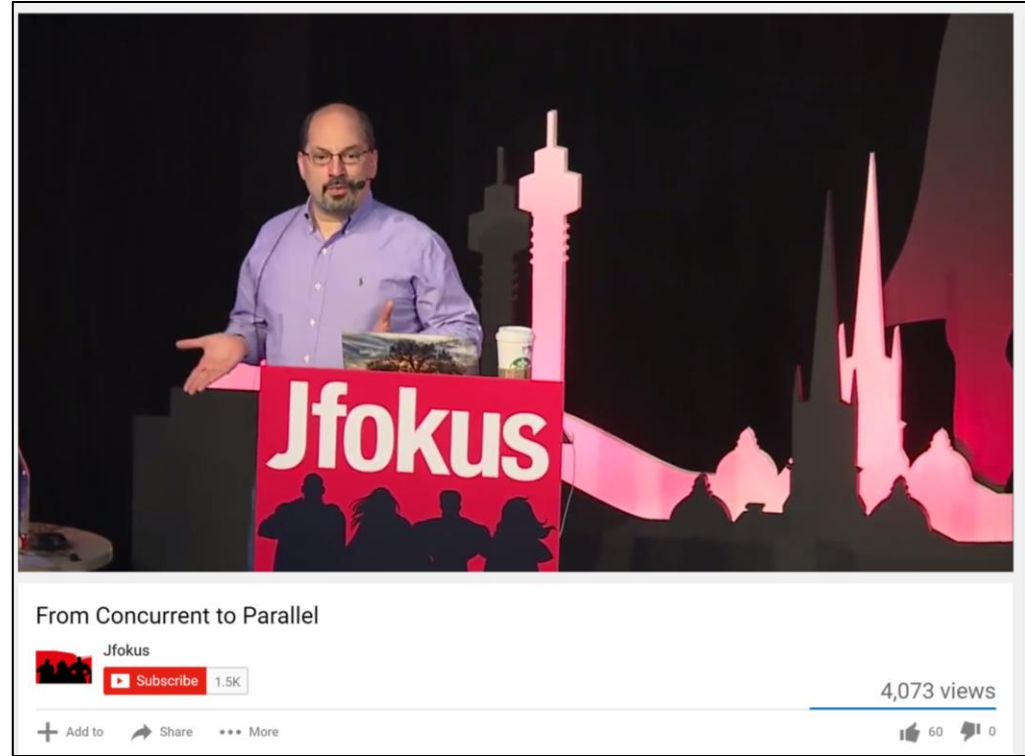 Jfokus
From Concurrent to Parallel
Jfokus
Subscribe 1.5K
4,073 views
Add to Share More
60 0